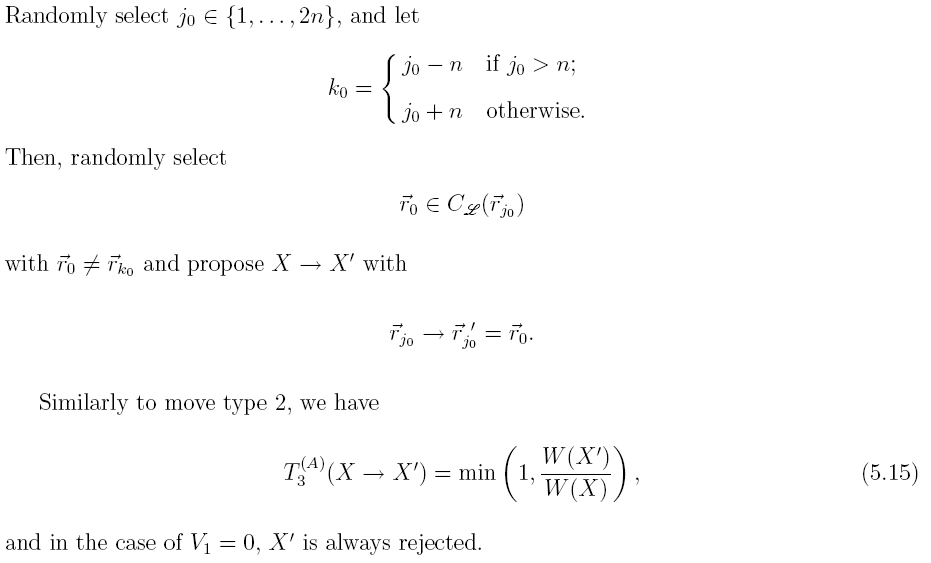 Randomly select $j_0 \in \{1, \ldots, 2n\}$, and let
$$k_0 = \begin{cases} j_0 - n & \text{if } j_0 > n; \\ j_0 + n & \text{otherwise.} \end{cases}$$
Then, randomly select
$$\vec{r}_0 \in C_{\mathscr{L}}(\vec{r}_{j_0})$$
with $\vec{r}_0 \neq \vec{r}_{k_0}$ and propose $X \to X'$ with
$$\vec{r}_{j_0} \to \vec{r}_{j_0}^{\,\prime} = \vec{r}_0.$$
Similarly to move type 2, we have
$$T_3^{(A)}(X \to X') = \min\left(1, \frac{W(X')}{W(X)}\right), \quad (5.15)$$
and in the case of $V_1 = 0$, $X'$ is always rejected.